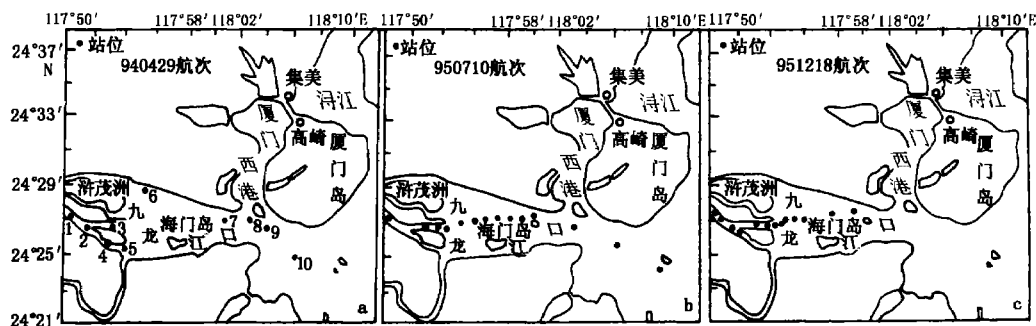 117°50′ 117°58′118°02′ 118°10′E
117°50′ 117°58′118°02′ 118°10′E
117°50′ 117°58′118°02′ 118°10′E
24°37′
N
24°33′
24°29′
24°25′
24°21′
•站位
940429航次
集美
浔江
高崎
厦门西港
厦门岛
浒茂洲
九龙江
海门岛
1
2
3
4
5
6
7
8
9
10
a
•站位
950710航次
集美
浔江
高崎
厦门西港
厦门岛
浒茂洲
九龙江
海门岛
b
•站位
951218航次
集美
浔江
高崎
厦门西港
厦门岛
浒茂洲
九龙江
海门岛
c